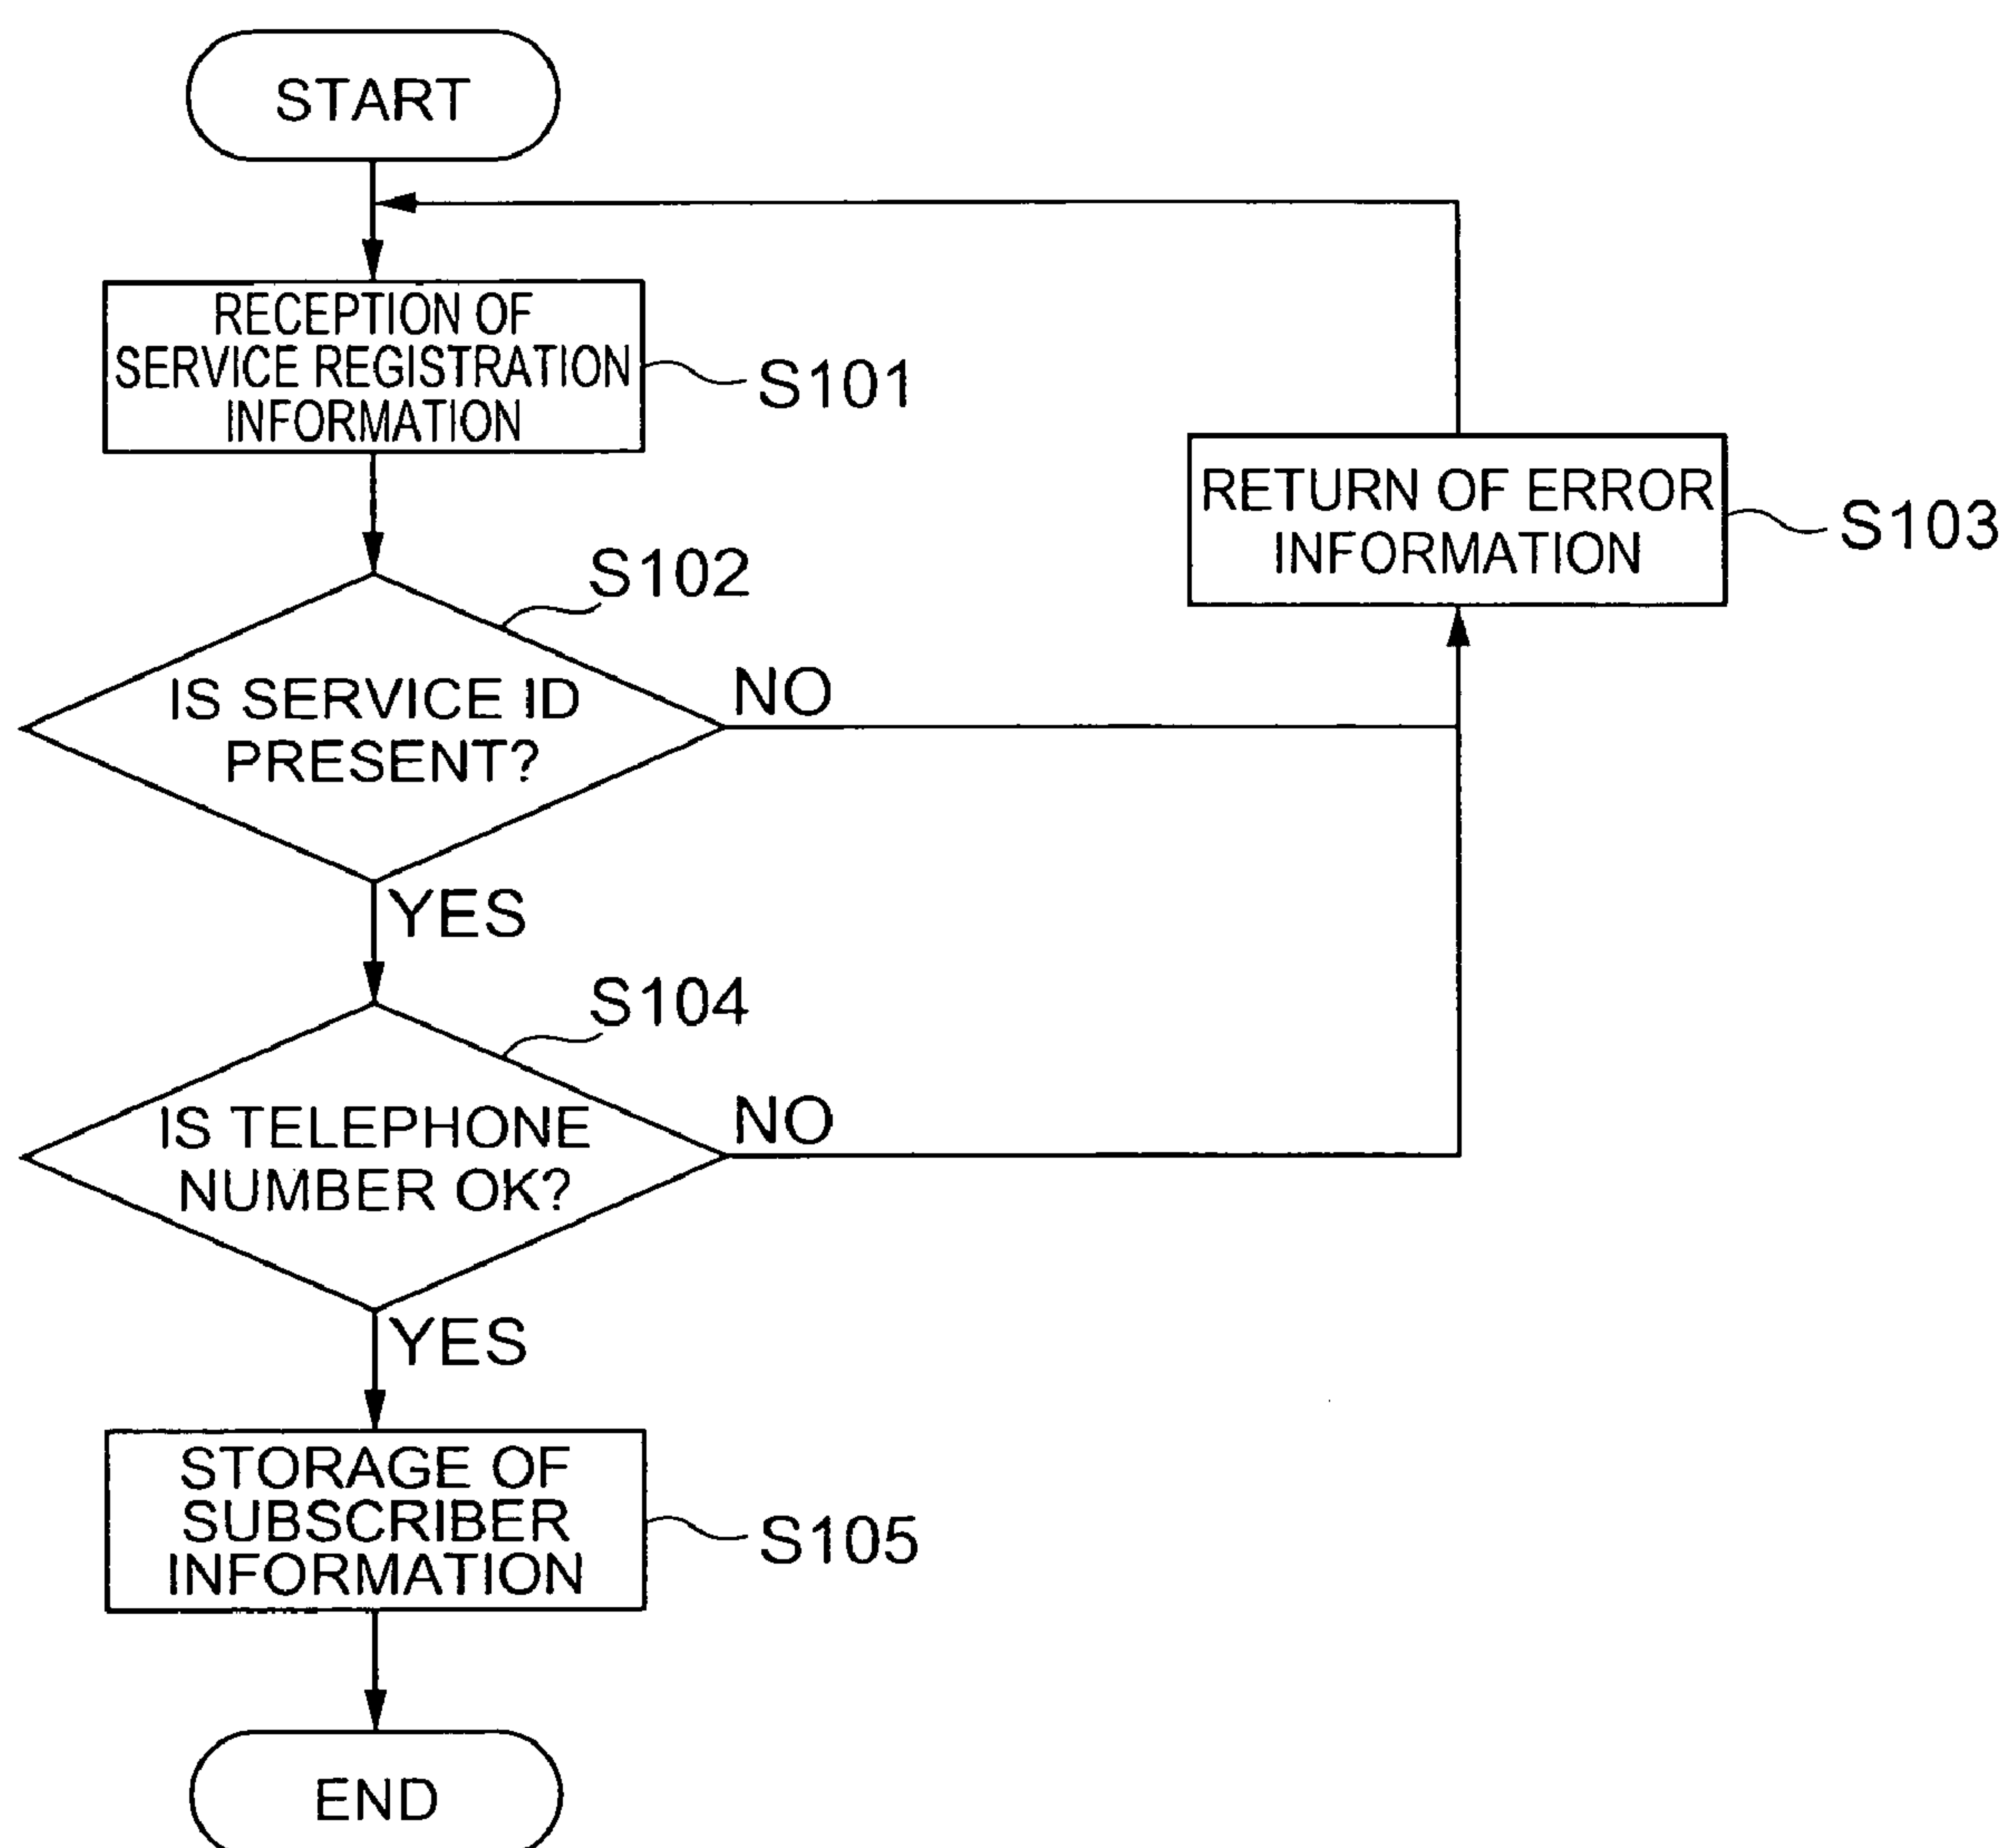 START
RECEPTION OF
SERVICE REGISTRATION
INFORMATION
S101
RETURN OF ERROR
INFORMATION
S103
S102
IS SERVICE ID
PRESENT?
NO
YES
S104
IS TELEPHONE
NUMBER OK?
NO
YES
STORAGE OF
SUBSCRIBER
INFORMATION
S105
END